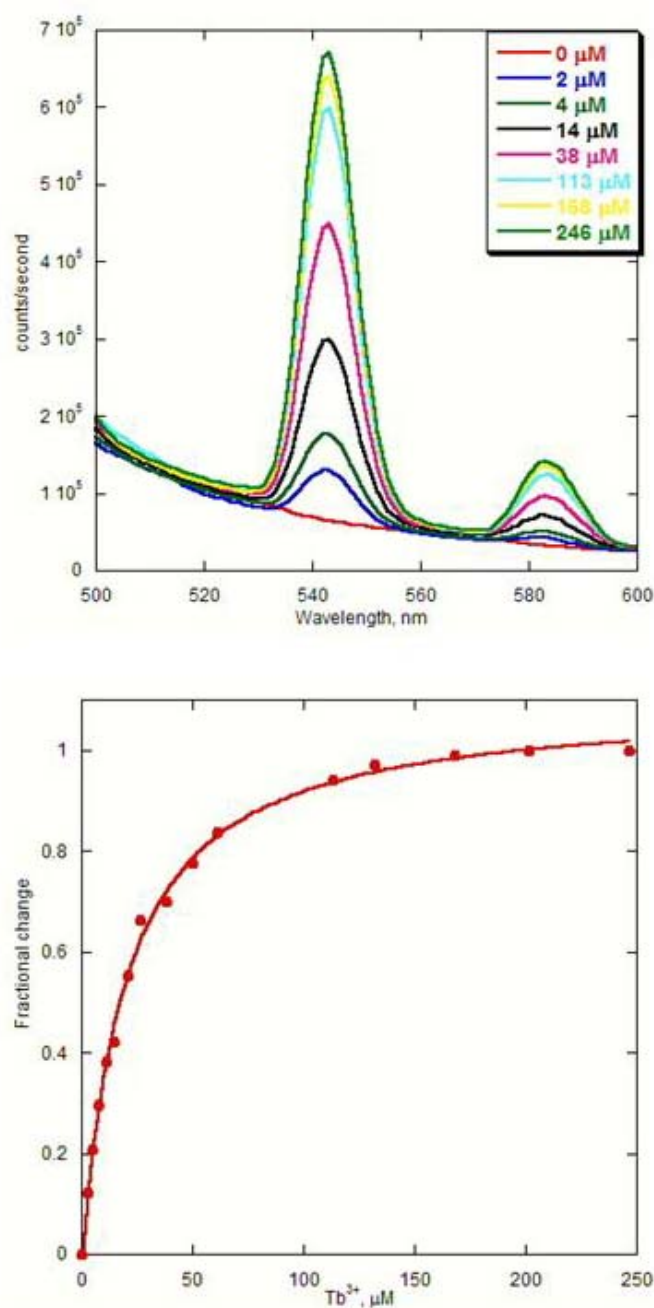 7 10⁵
6 10⁵
5 10⁵
4 10⁵
3 10⁵
2 10⁵
1 10⁵
0
counts/second
0 μM
2 μM
4 μM
14 μM
38 μM
113 μM
168 μM
246 μM
500 520 540 560 580 600
Wavelength, nm
1
0.8
0.6
0.4
0.2
0
Fractional change
0 50 100 150 200 250
Tb³⁺, μM